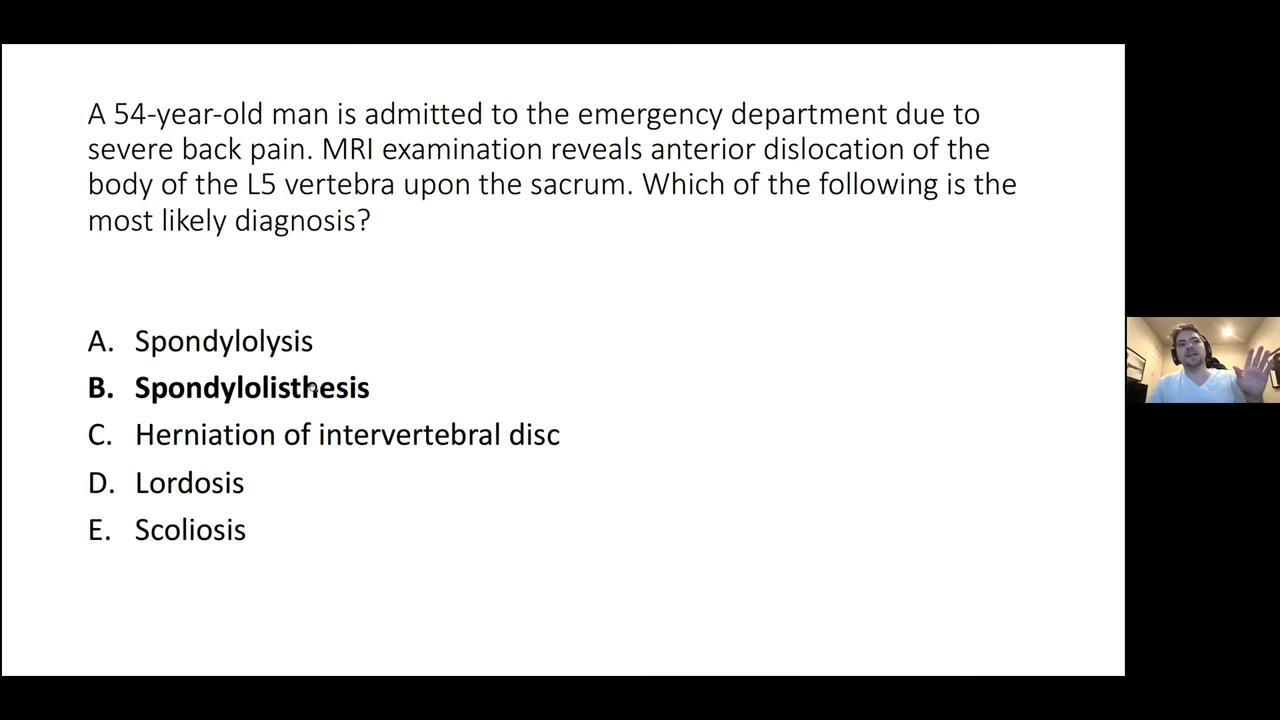 A 54-year-old man is admitted to the emergency department due to
severe back pain. MRI examination reveals anterior dislocation of the
body of the L5 vertebra upon the sacrum. Which of the following is the
most likely diagnosis?
A. Spondylolysis
B. Spondylolisthesis
C. Herniation of intervertebral disc
D. Lordosis
E. Scoliosis